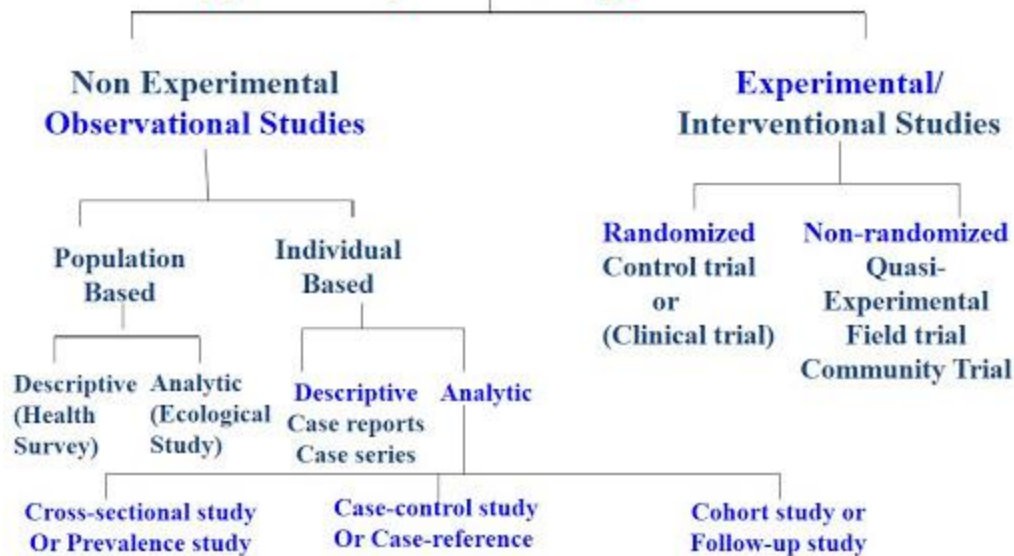 Non Experimental
Observational Studies
Experimental/
Interventional Studies
Population
Based
Individual
Based
Randomized
Control trial
or
(Clinical trial)
Non-randomized
Quasi-
Experimental
Field trial
Community Trial
Descriptive
(Health
Survey)
Analytic
(Ecological
Study)
Descriptive
Case reports
Case series
Analytic
Cross-sectional study
Or Prevalence study
Case-control study
Or Case-reference
Cohort study or
Follow-up study